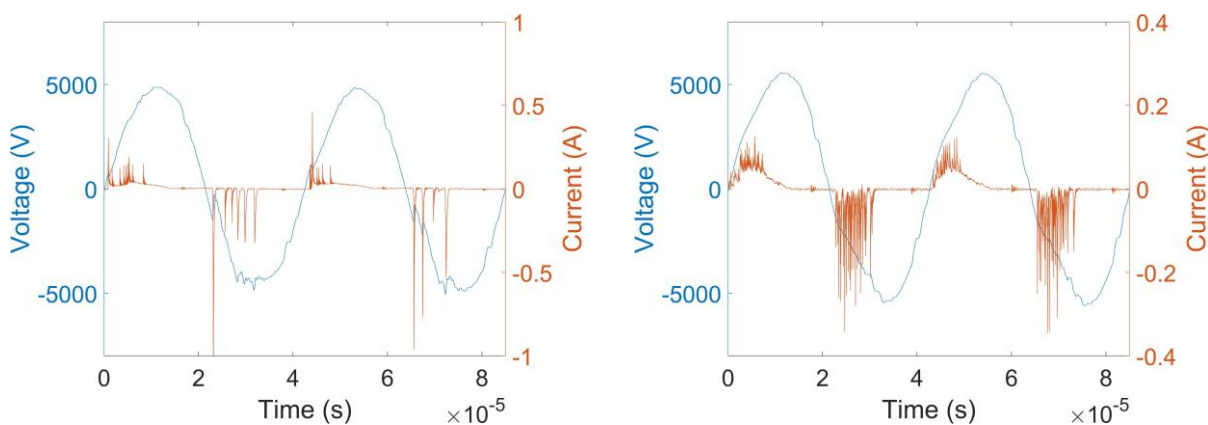 Voltage (V)
5000
0
-5000
1
0.5
0
-0.5
-1
Current (A)
0 2 4 6 8
Time (s) ×10-5
Voltage (V)
5000
0
-5000
0.4
0.2
0
-0.2
-0.4
Current (A)
0 2 4 6 8
Time (s) ×10-5